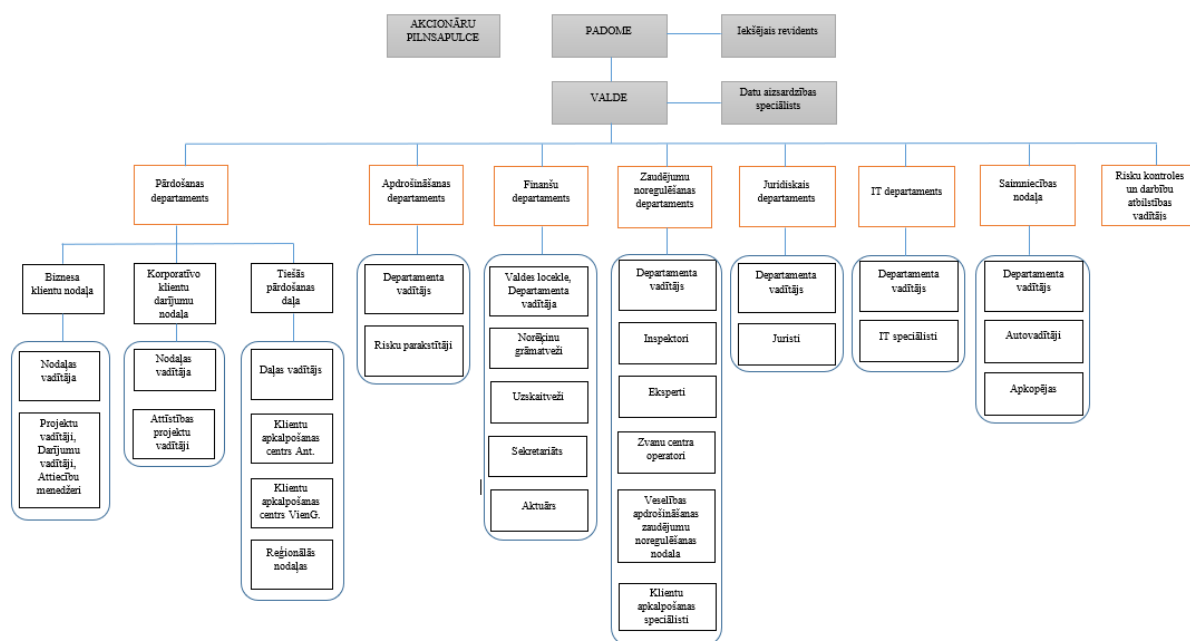 AKCIONĀRU
PILNSAPULCE
PADOME
Iekšējais revidents
VALDE
Datu aizsardzības
speciālists
Pārdošanas
departaments
Apdrošināšanas
departaments
Finanšu
departaments
Zaudējumu
noregulēšanas
departaments
Juridiskais
departaments
IT departaments
Saimniecības
nodaļa
Risku kontroles
un darbību
atbilstības
vadītājs
Biznesa
klientu nodaļa
Korporatīvo
klientu
darījumu
nodaļa
Tiešās
pārdošanas
daļa
Nodaļas
vadītāja
Projektu
vadītāji,
Darījumu
vadītāji,
Attiecību
menedžeri
Nodaļas
vadītāja
Attīstības
projektu
vadītāji
Daļas vadītājs
Klientu
apkalpošanas
centrs Ant.
Klientu
apkalpošanas
centrs VienG.
Reģionālās
nodaļas
Departamenta
vadītājs
Risku parakstītāji
Valdes locekle,
Departamenta
vadītāja
Norēķinu
grāmatveži
Uzskaitveži
Sekretariāts
Aktuārs
Departamenta
vadītājs
Inspektori
Eksperti
Zvanu centra
operatori
Veselības
apdrošināšanas
zaudējumu
noregulēšanas
nodala
Klientu
apkalpošanas
speciālisti
Departamenta
vadītājs
Juristi
Departamenta
vadītājs
IT speciālisti
Departamenta
vadītājs
Autovadītāji
Apkopējas